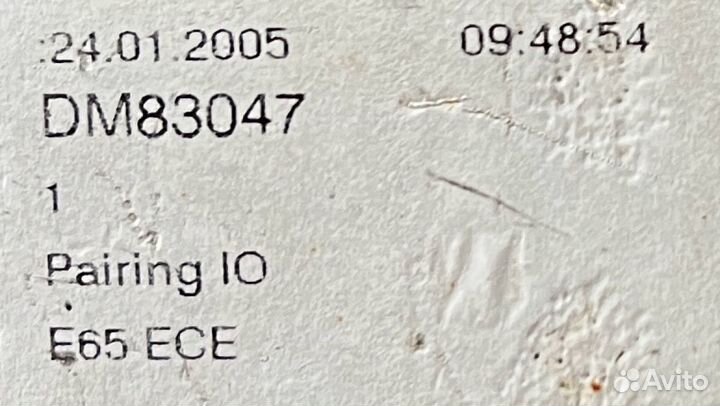 :24.01.2005 09:48:54
DM83047
1
Pairing IO
E65 ECE
Avito